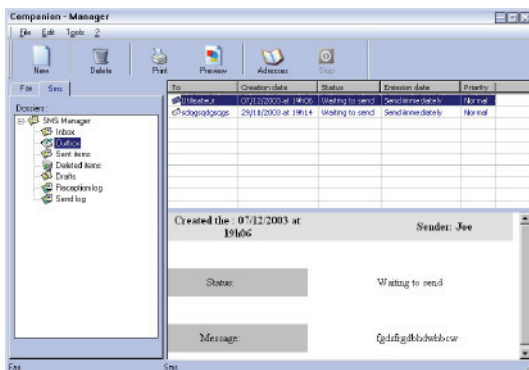 Companion - Manager
File Edit Tools ?
New Delete Print Preview Adresses Stop
Fax Sms
To Creation date Status Emission date Priority
Utilisateur 07/12/2003 at 19h06 Waiting to send Send immediately Normal
29/11/2003 at 19h14 Waiting to send Send immediately Normal
Dossiers:
SMS Manager
Inbox
Outbox
Sent items
Deleted items
Drafts
Reception log
Send log
Created the : 07/12/2003 at
19h06
Sender: Joe
Status: Waiting to send
Message:
Fax Sms